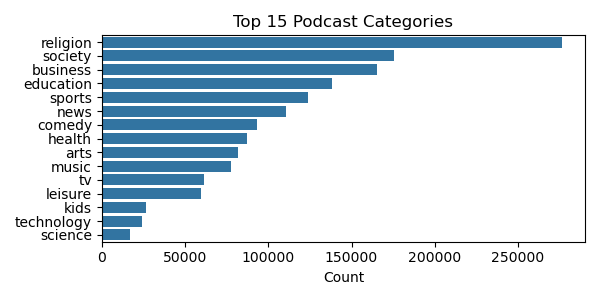 Top 15 Podcast Categories
religion
society
business
education
sports
news
comedy
health
arts
music
tv
leisure
kids
technology
science
0 50000 100000 150000 200000 250000
Count